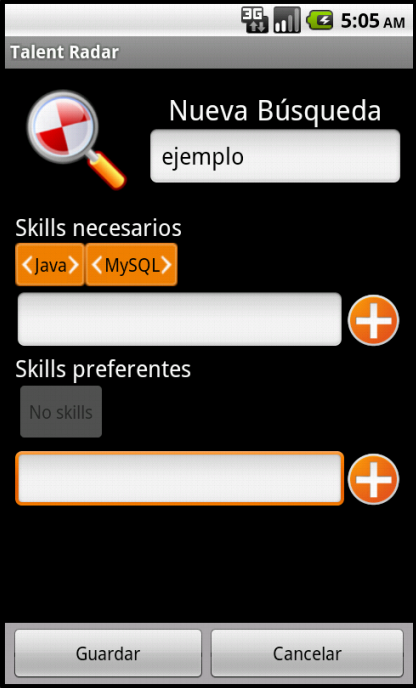 3G 5:05 AM
Talent Radar
Nueva Búsqueda
ejemplo
Skills necesarios
Java MySQL
Skills preferentes
No skills
Guardar Cancelar